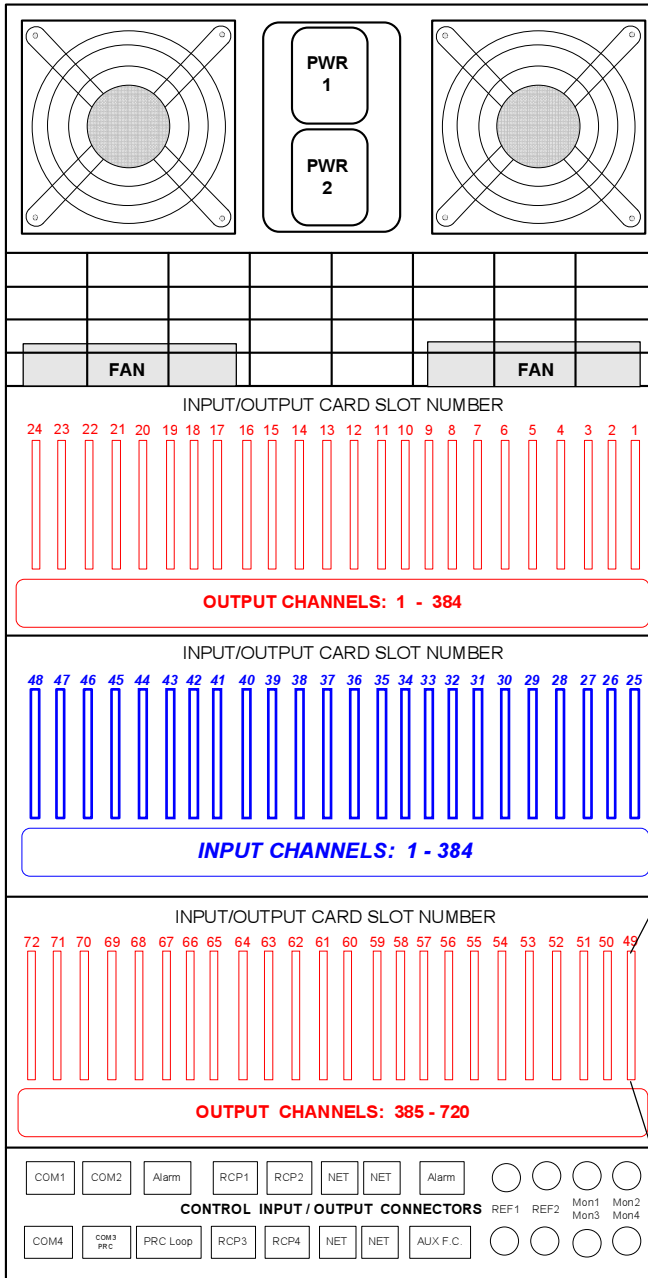 PWR
1
PWR
2
FAN FAN
INPUT/OUTPUT CARD SLOT NUMBER
24 23 22 21 20 19 18 17 16 15 14 13 12 11 10 9 8 7 6 5 4 3 2 1
OUTPUT CHANNELS: 1 - 384
INPUT/OUTPUT CARD SLOT NUMBER
48 47 46 45 44 43 42 41 40 39 38 37 36 35 34 33 32 31 30 29 28 27 26 25
INPUT CHANNELS: 1 - 384
INPUT/OUTPUT CARD SLOT NUMBER
72 71 70 69 68 67 66 65 64 63 62 61 60 59 58 57 56 55 54 53 52 51 50 49
OUTPUT CHANNELS: 385 - 720
COM1 COM2 Alarm RCP1 RCP2 NET NET Alarm
CONTROL INPUT / OUTPUT CONNECTORS REF1 REF2 Mon1 Mon2
Mon3 Mon4
COM4 COM3 PRC Loop RCP3 RCP4 NET NET AUX F.C.
PRC